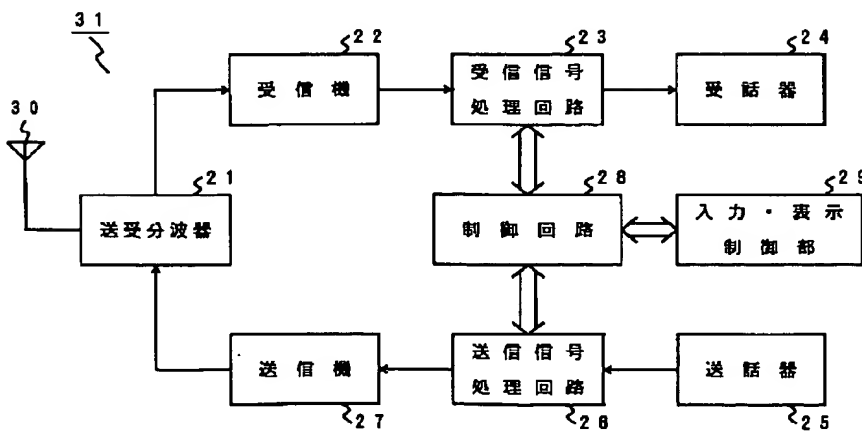 31
22
23
24
受信機
受信信号
処理回路
受話器
30
21
28
29
送受分波器
制御回路
入力・表示
制御部
送信機
送信信号
処理回路
送話器
27
26
25